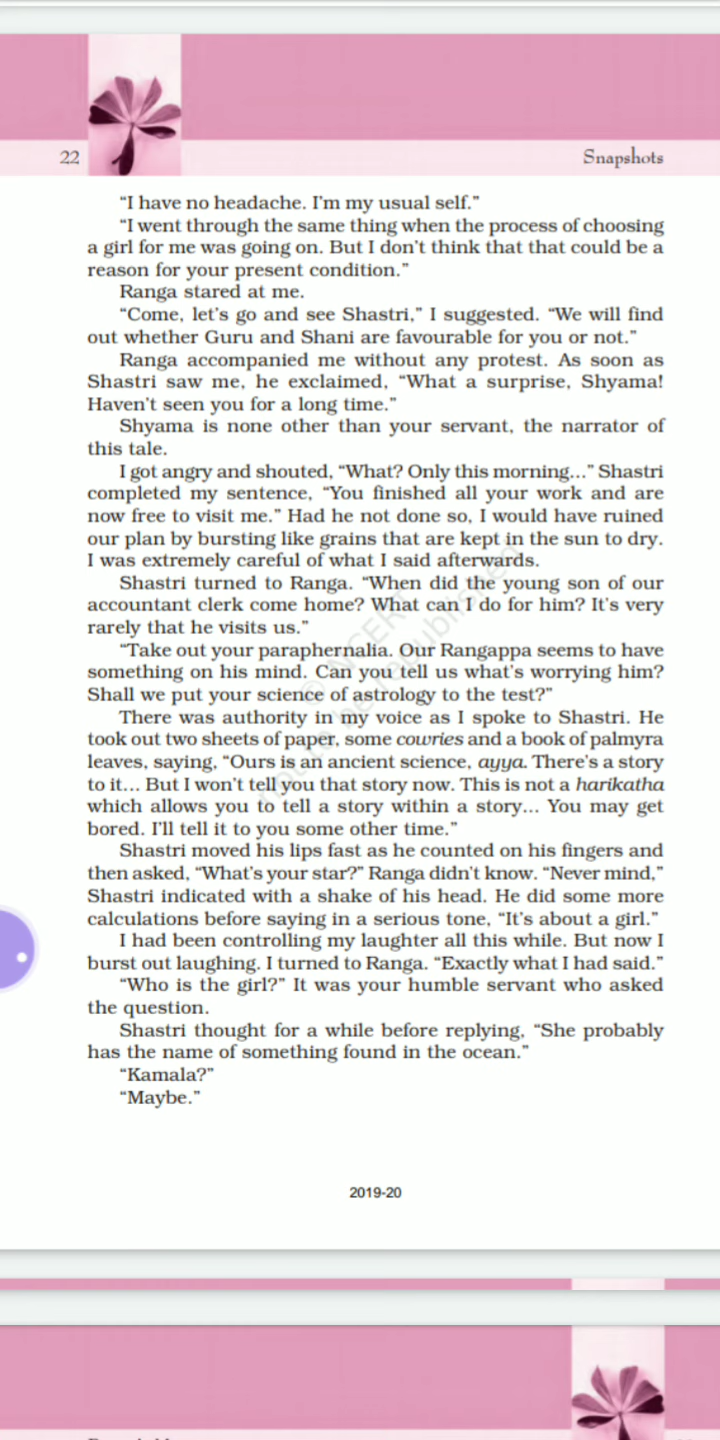 22
Snapshots
“I have no headache. I’m my usual self.”
“I went through the same thing when the process of choosing
a girl for me was going on. But I don’t think that that could be a
reason for your present condition.”
Ranga stared at me.
“Come, let’s go and see Shastri,” I suggested. “We will find
out whether Guru and Shani are favourable for you or not.”
Ranga accompanied me without any protest. As soon as
Shastri saw me, he exclaimed, “What a surprise, Shyama!
Haven’t seen you for a long time.”
Shyama is none other than your servant, the narrator of
this tale.
I got angry and shouted, “What? Only this morning...” Shastri
completed my sentence, “You finished all your work and are
now free to visit me.” Had he not done so, I would have ruined
our plan by bursting like grains that are kept in the sun to dry.
I was extremely careful of what I said afterwards.
Shastri turned to Ranga. “When did the young son of our
accountant clerk come home? What can I do for him? It’s very
rarely that he visits us.”
“Take out your paraphernalia. Our Rangappa seems to have
something on his mind. Can you tell us what’s worrying him?
Shall we put your science of astrology to the test?”
There was authority in my voice as I spoke to Shastri. He
took out two sheets of paper, some cowries and a book of palmyra
leaves, saying, “Ours is an ancient science, ayya. There’s a story
to it... But I won’t tell you that story now. This is not a harikatha
which allows you to tell a story within a story... You may get
bored. I’ll tell it to you some other time.”
Shastri moved his lips fast as he counted on his fingers and
then asked, “What’s your star?” Ranga didn’t know. “Never mind,”
Shastri indicated with a shake of his head. He did some more
calculations before saying in a serious tone, “It’s about a girl.”
I had been controlling my laughter all this while. But now I
burst out laughing. I turned to Ranga. “Exactly what I had said.”
“Who is the girl?” It was your humble servant who asked
the question.
Shastri thought for a while before replying, “She probably
has the name of something found in the ocean.”
“Kamala?”
“Maybe.”
© NCERT
not to be republished
2019-20